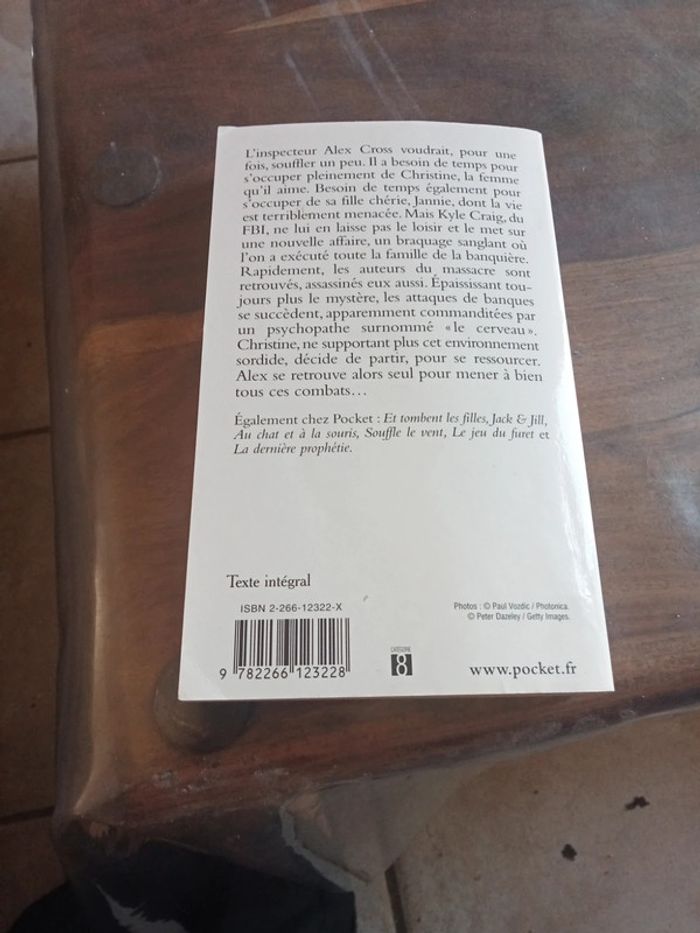 L'inspecteur Alex Cross voudrait, pour une
fois, souffler un peu. Il a besoin de temps pour
s'occuper pleinement de Christine, la femme
qu'il aime. Besoin de temps également pour
s'occuper de sa fille chérie, Jannie, dont la vie
est terriblement menacée. Mais Kyle Craig, du
FBI, ne lui en laisse pas le loisir et le met sur
une nouvelle affaire, un braquage sanglant où
l'on a exécuté toute la famille de la banquière.
Rapidement, les auteurs du massacre sont
retrouvés, assassinés eux aussi. Épaississant tou-
jours plus le mystère, les attaques de banques
se succèdent, apparemment commanditées par
un psychopathe surnommé « le cerveau ».
Christine, ne supportant plus cet environnement
sordide, décide de partir, pour se ressourcer.
Alex se retrouve alors seul pour mener à bien
tous ces combats…
Également chez Pocket : Et tombent les filles, Jack & Jill,
Au chat et à la souris, Souffle le vent, Le jeu du furet et
La dernière prophétie.
Texte intégral
ISBN 2-266-12322-X
Photos : © Paul Vozdic / Photonica.
© Peter Dazeley / Getty Images.
9 782266 123228
CATÉGORIE
8
www.pocket.fr